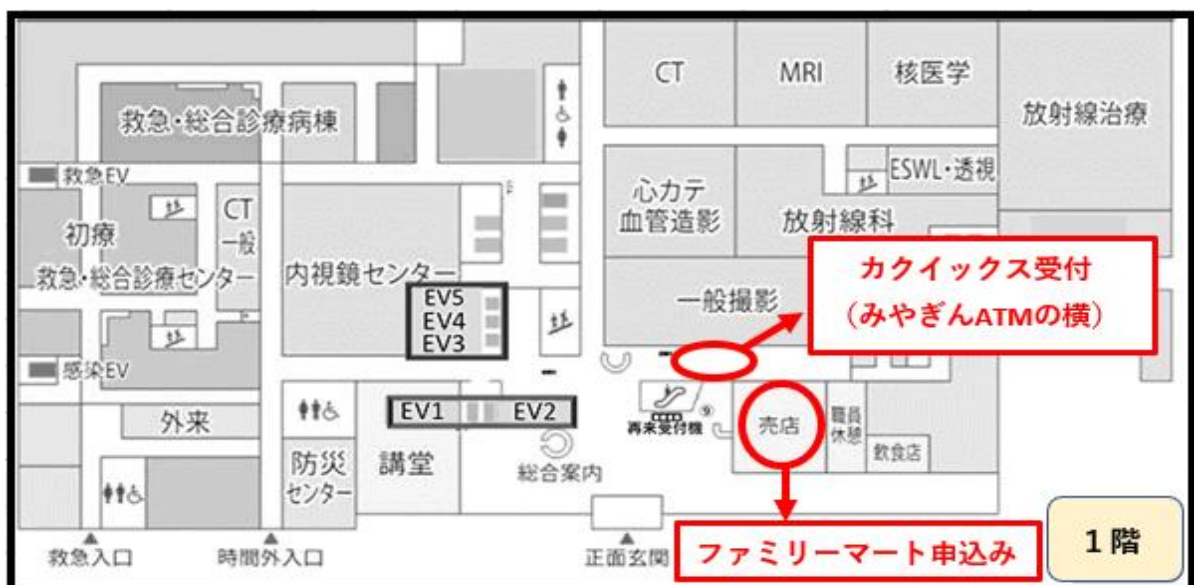 CT
MRI
核医学
放射線治療
救急・総合診療病棟
救急EV
ESWL・透視
心カテ
血管造影
放射線科
CT
一般
初療
救急・総合診療センター
内視鏡センター
カクイックス受付
（みやぎんATMの横）
一般撮影
EV5
EV4
EV3
感染EV
外来
EV1
EV2
再来受付機
⑨
売店
職員
休憩
飲食店
防災
センター
講堂
総合案内
救急入口
時間外入口
正面玄関
ファミリーマート申込み
1階